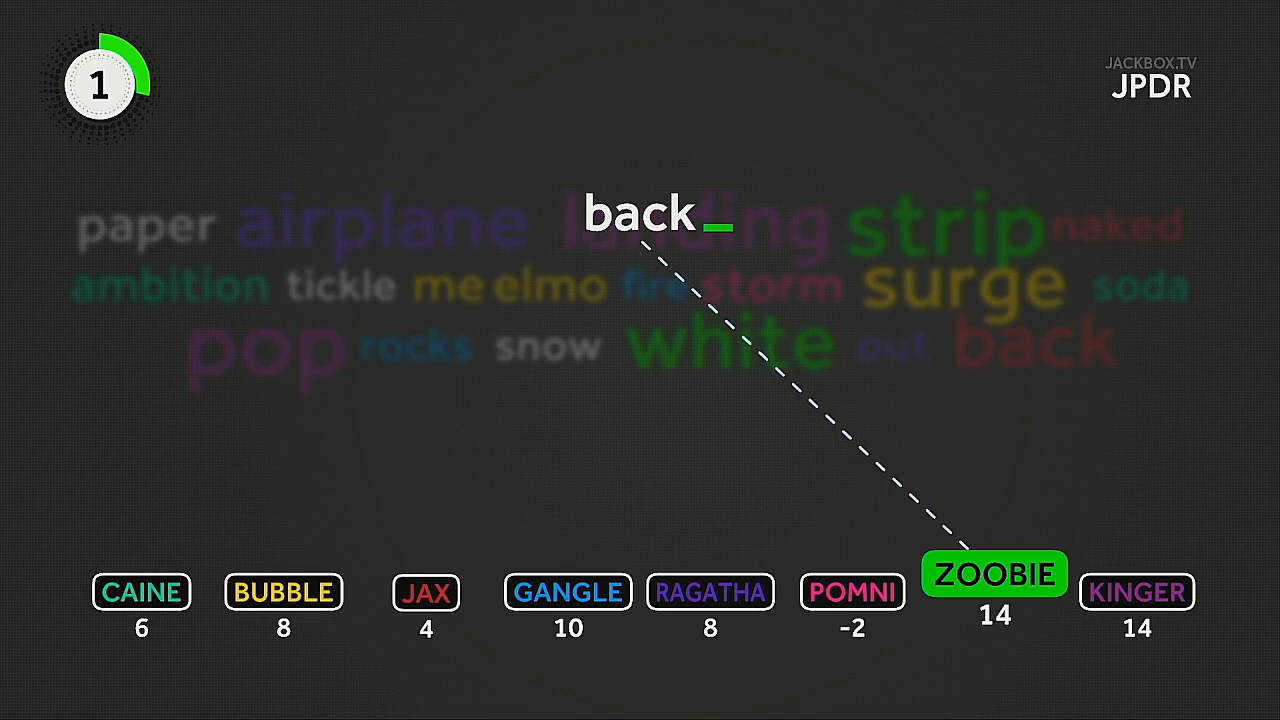 1
JACKBOX.TV
JPDR
back_
paper airplane landing strip naked
ambition tickle me elmo fire storm surge soda
pop rocks snow white out back
CAINE BUBBLE JAX GANGLE RAGATHA POMNI ZOOBIE KINGER
6 8 4 10 8 -2 14 14